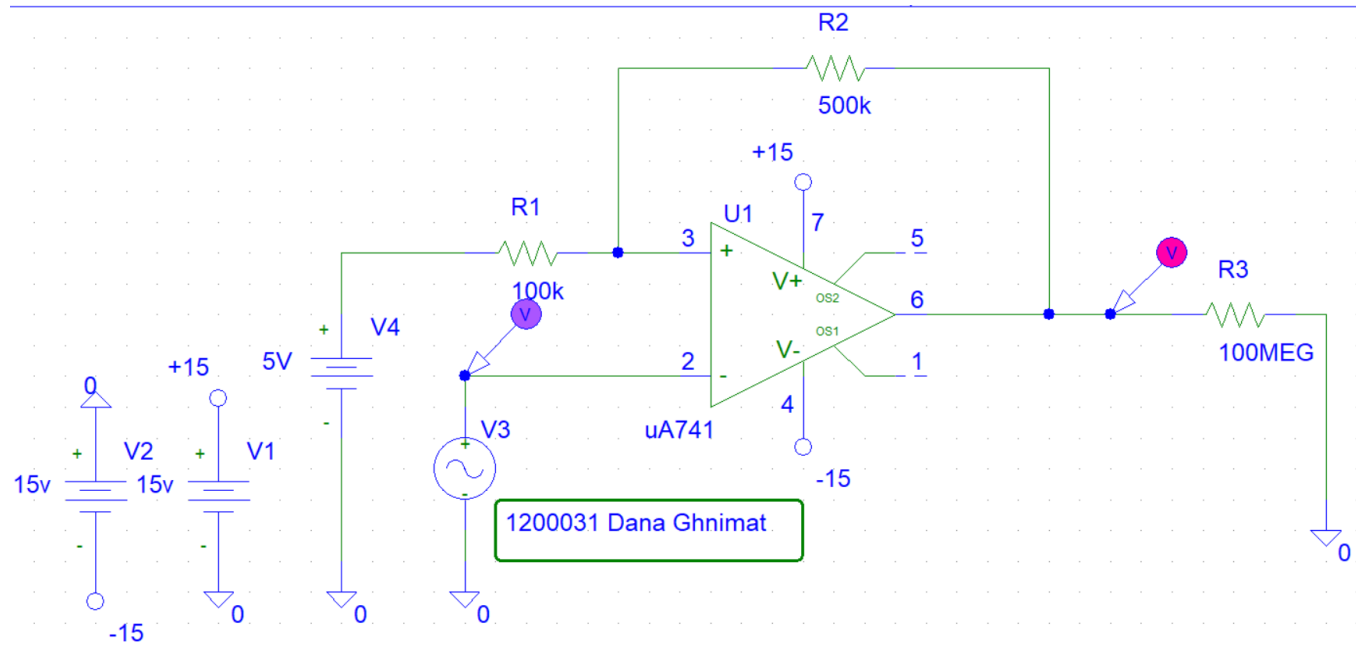 R2
500k
+15
7
R1
100k
U1
3
+
V+
5
OS2
6
OS1
V-
1
2
-
4
-15
uA741
V
V
R3
100MEG
0
V4
5V
+
-
0
V3
+
-
0
+15
V1
15v
+
-
0
0
V2
15v
+
-
-15
1200031 Dana Ghnimat